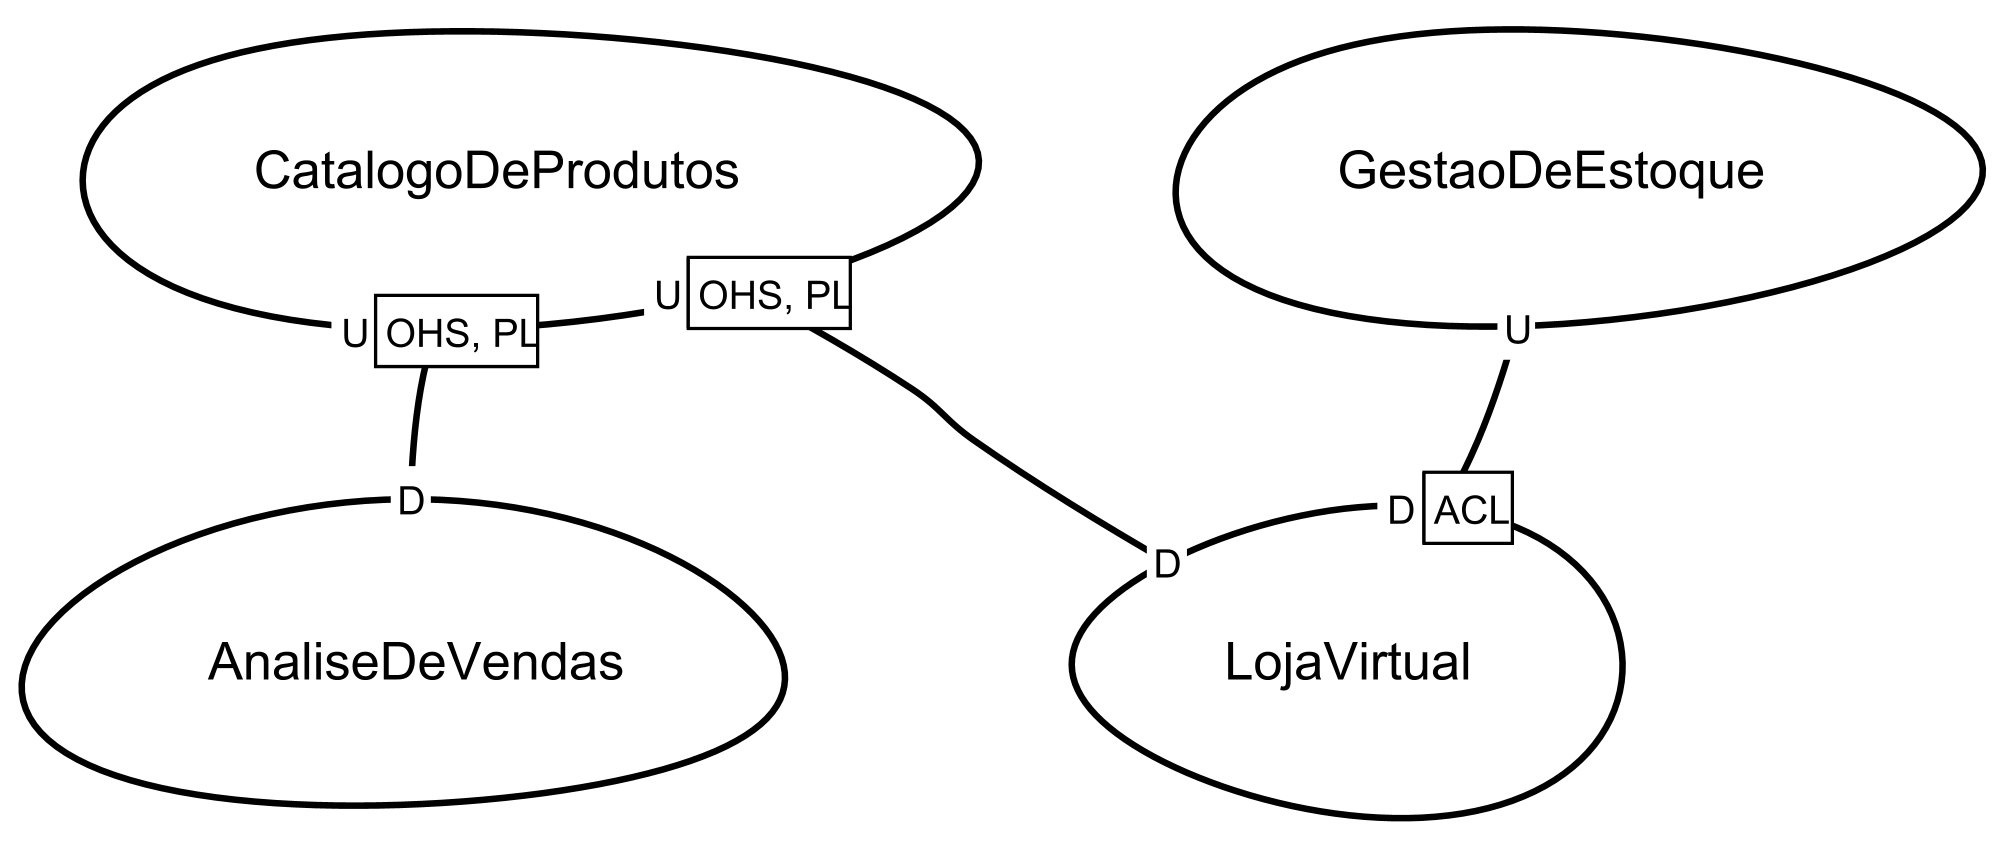 CatalogoDeProdutos
GestaoDeEstoque
U OHS, PL
U OHS, PL
U
D
D ACL
D
AnaliseDeVendas
LojaVirtual